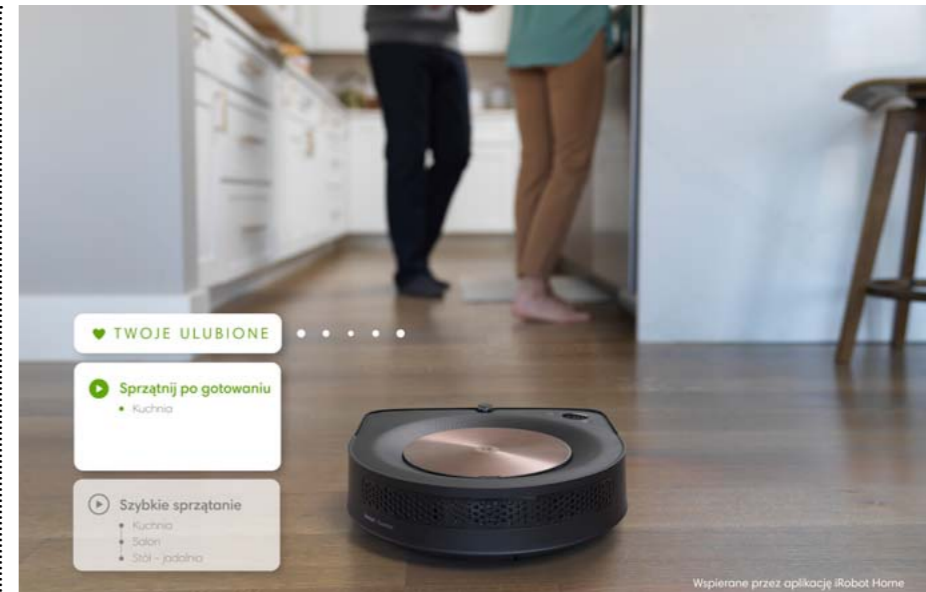 TWOJE ULUBIONE
Sprzątnij po gotowaniu
Kuchnia
Szybkie sprzątanie
Kuchnia
Salon
Stół - jadalnia
Wspierane przez aplikację iRobot Home